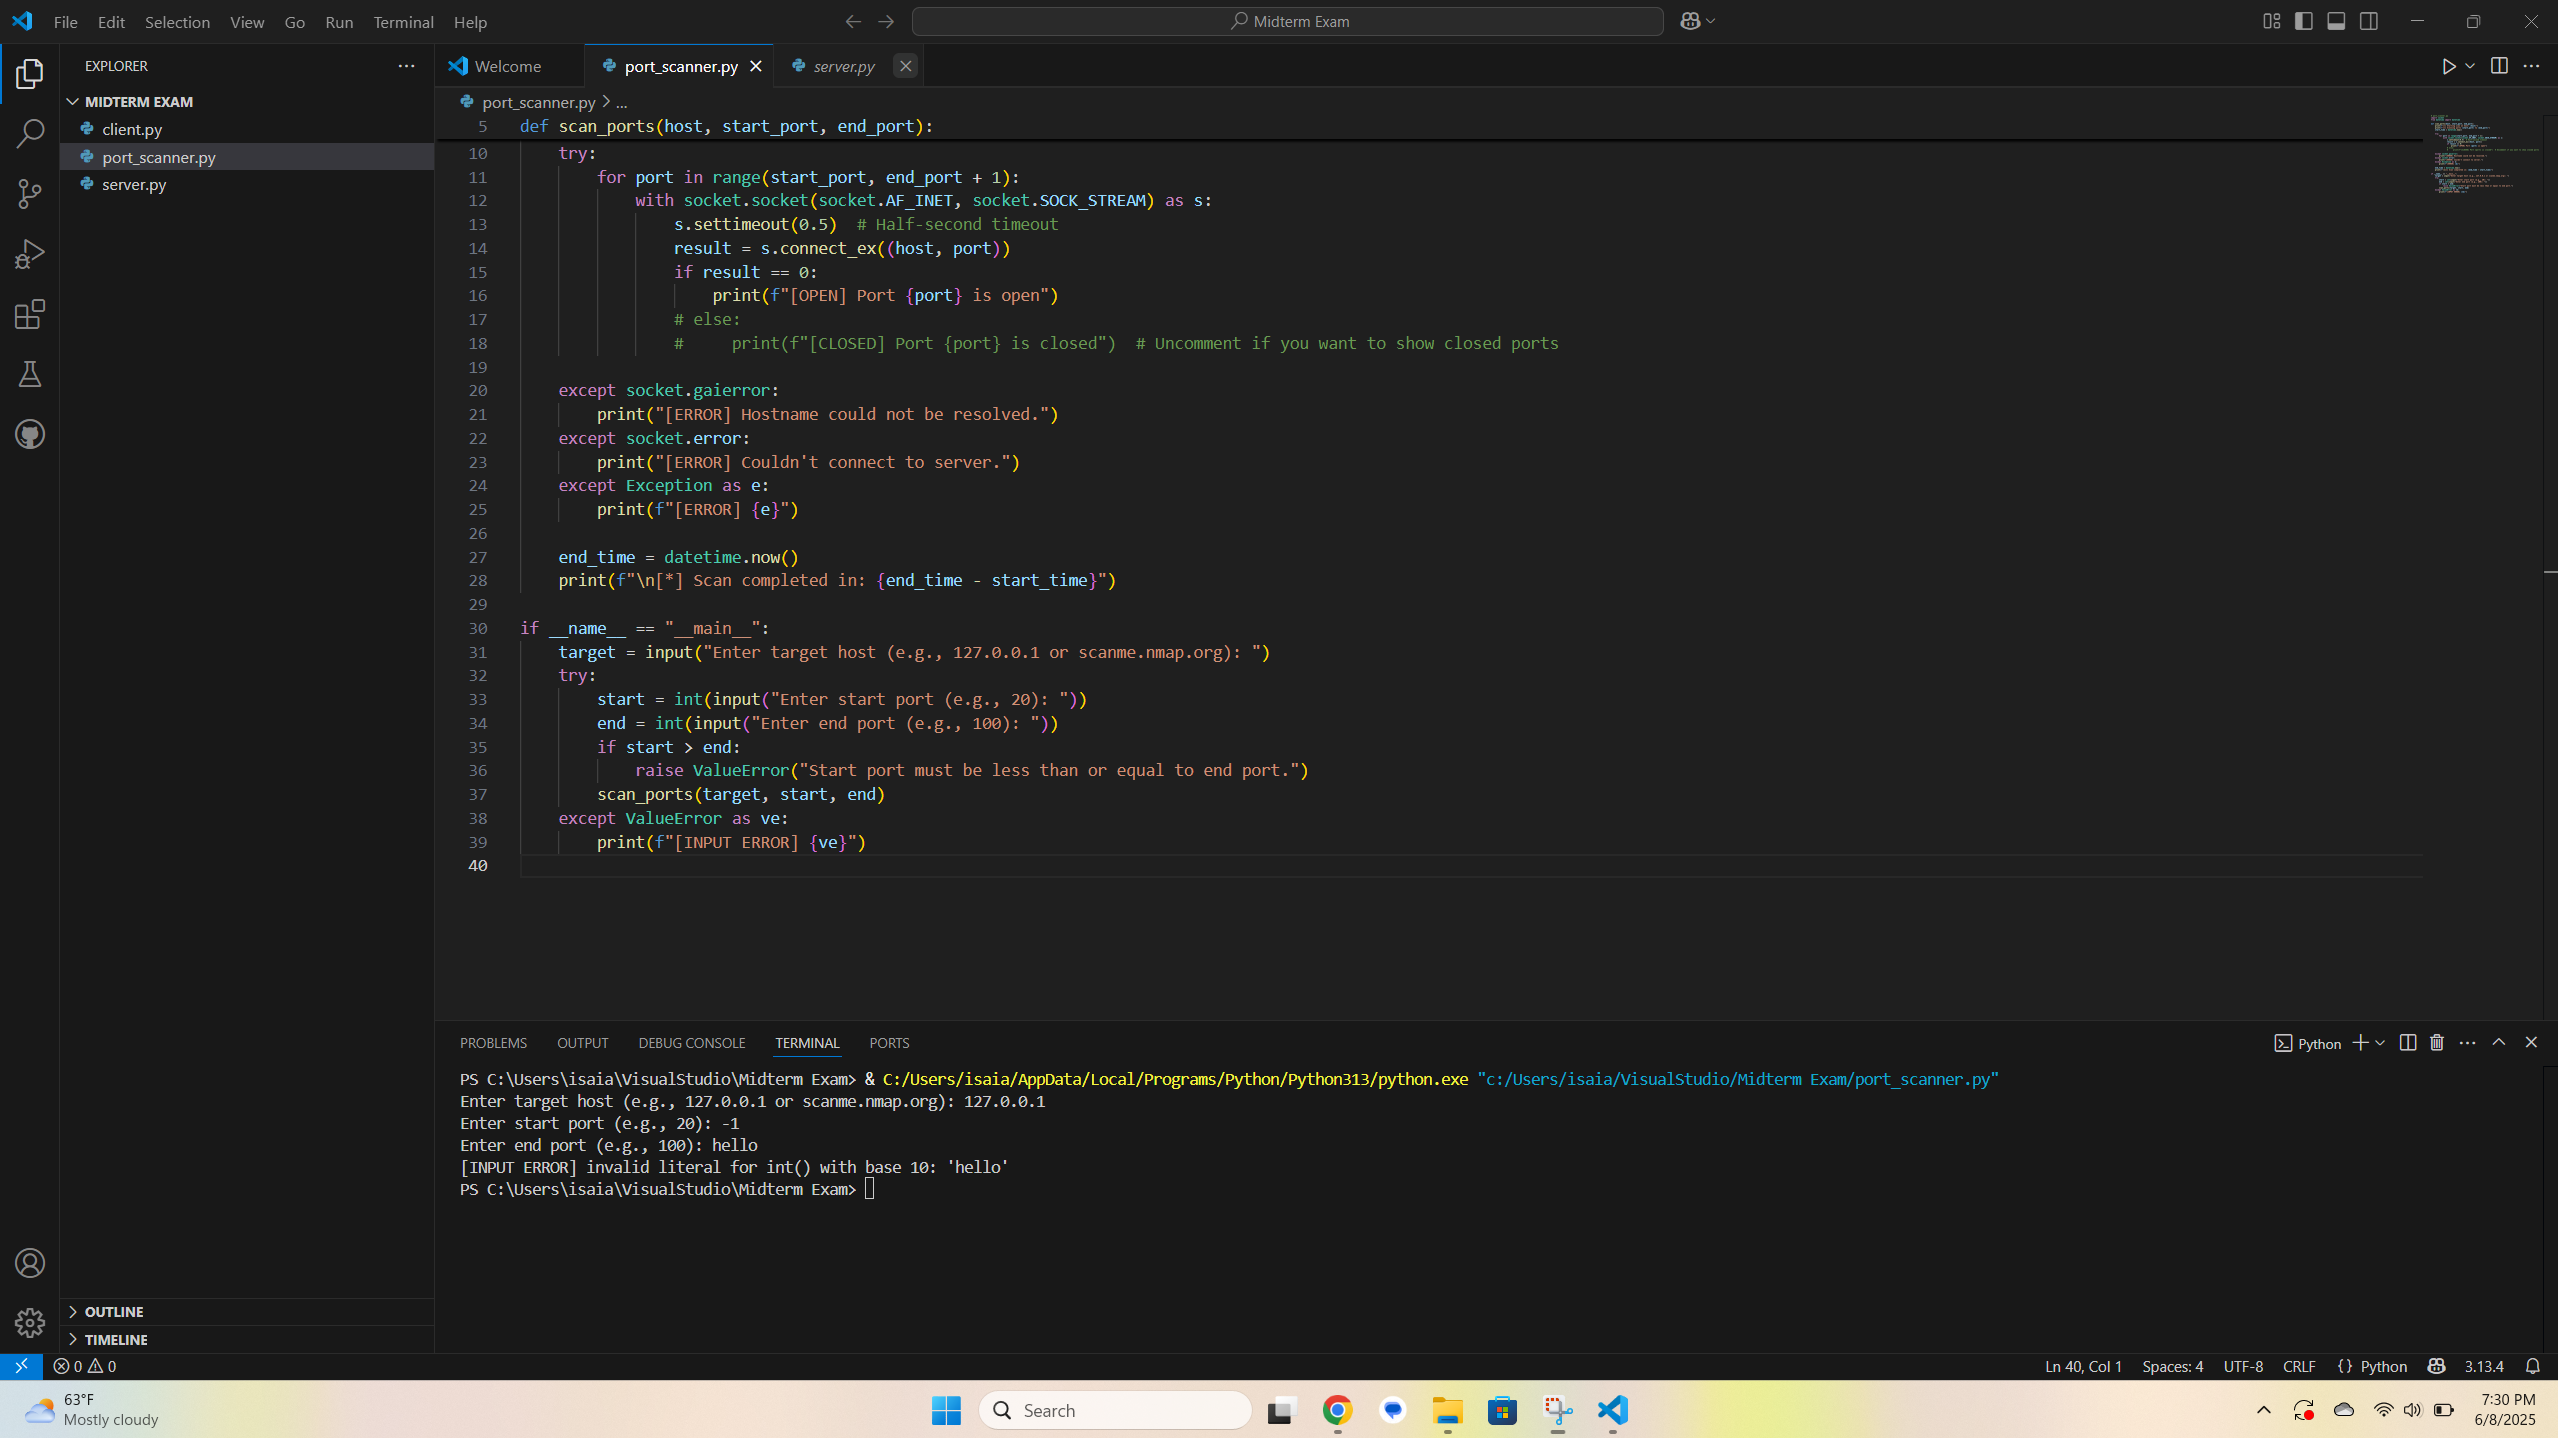 File Edit Selection View Go Run Terminal Help
Midterm Exam
EXPLORER
MIDTERM EXAM
client.py
port_scanner.py
server.py
OUTLINE
TIMELINE
Welcome
port_scanner.py
server.py
port_scanner.py > ...
5 def scan_ports(host, start_port, end_port):
10 try:
11 for port in range(start_port, end_port + 1):
12 with socket.socket(socket.AF_INET, socket.SOCK_STREAM) as s:
13 s.settimeout(0.5)  # Half-second timeout
14 result = s.connect_ex((host, port))
15 if result == 0:
16 print(f"[OPEN] Port {port} is open")
17 # else:
18 #     print(f"[CLOSED] Port {port} is closed")  # Uncomment if you want to show closed ports
19
20 except socket.gaierror:
21 print("[ERROR] Hostname could not be resolved.")
22 except socket.error:
23 print("[ERROR] Couldn't connect to server.")
24 except Exception as e:
25 print(f"[ERROR] {e}")
26
27 end_time = datetime.now()
28 print(f"\n[*] Scan completed in: {end_time - start_time}")
29
30 if __name__ == "__main__":
31 target = input("Enter target host (e.g., 127.0.0.1 or scanme.nmap.org): ")
32 try:
33 start = int(input("Enter start port (e.g., 20): "))
34 end = int(input("Enter end port (e.g., 100): "))
35 if start > end:
36 raise ValueError("Start port must be less than or equal to end port.")
37 scan_ports(target, start, end)
38 except ValueError as ve:
39 print(f"[INPUT ERROR] {ve}")
40
PROBLEMS OUTPUT DEBUG CONSOLE TERMINAL PORTS
Python
PS C:\Users\isaia\VisualStudio\Midterm Exam> & C:/Users/isaia/AppData/Local/Programs/Python/Python313/python.exe "c:/Users/isaia/VisualStudio/Midterm Exam/port_scanner.py"
Enter target host (e.g., 127.0.0.1 or scanme.nmap.org): 127.0.0.1
Enter start port (e.g., 20): -1
Enter end port (e.g., 100): hello
[INPUT ERROR] invalid literal for int() with base 10: 'hello'
PS C:\Users\isaia\VisualStudio\Midterm Exam>
0 0
Ln 40, Col 1 Spaces: 4 UTF-8 CRLF {} Python 3.13.4
63°F
Mostly cloudy
Search
7:30 PM
6/8/2025